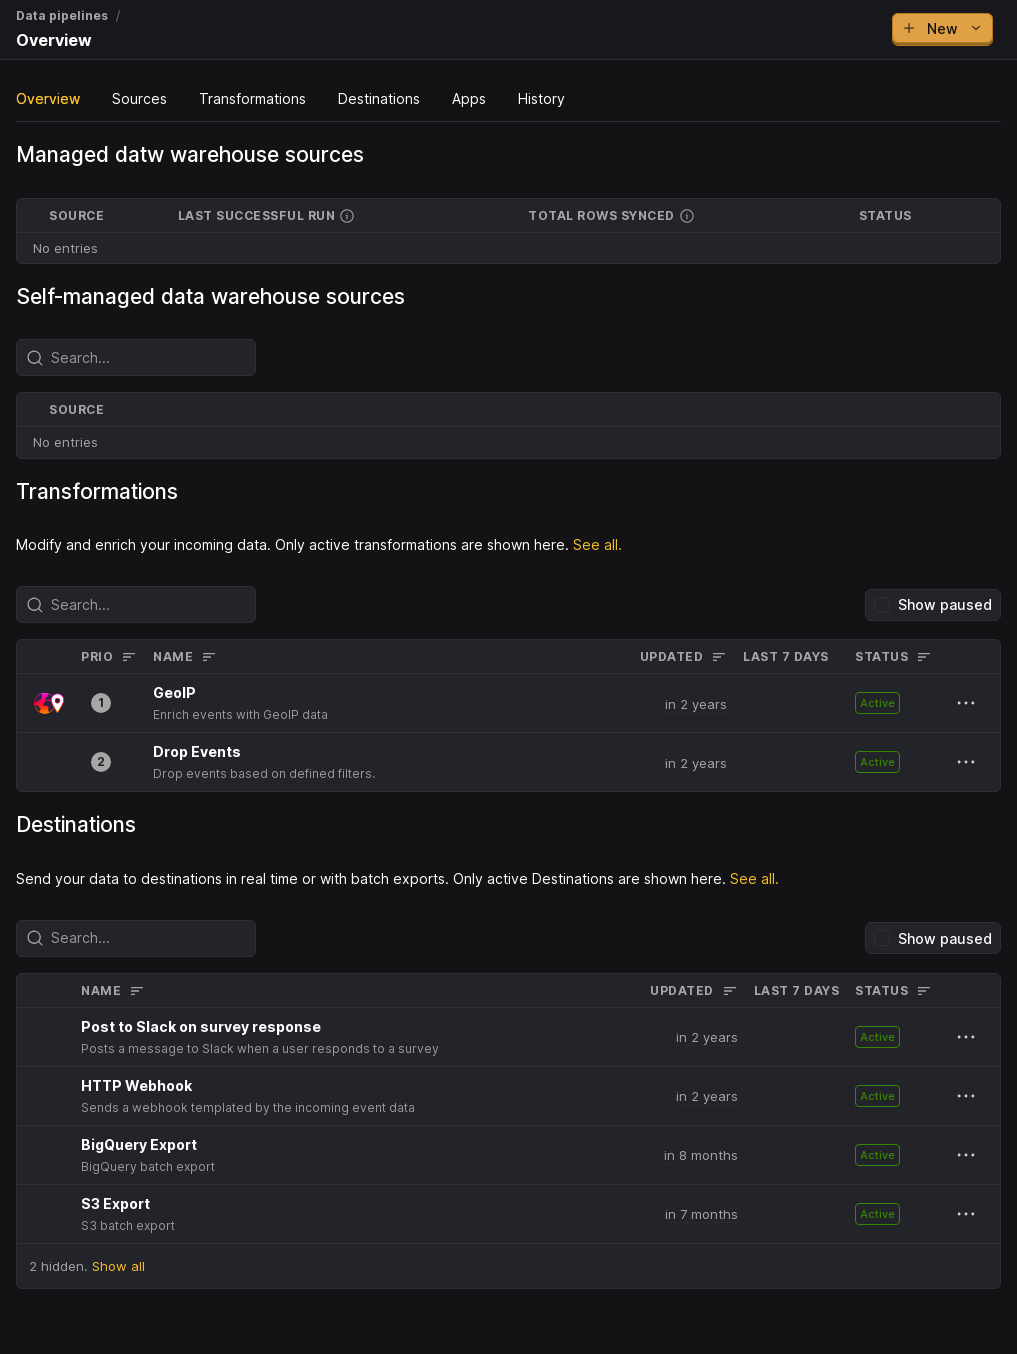 Data pipelines /
Overview
New
Overview Sources Transformations Destinations Apps History
Managed datw warehouse sources
SOURCE LAST SUCCESSFUL RUN TOTAL ROWS SYNCED STATUS
No entries
Self-managed data warehouse sources
Search...
SOURCE
No entries
Transformations
Modify and enrich your incoming data. Only active transformations are shown here. See all.
Search... Show paused
PRIO NAME UPDATED LAST 7 DAYS STATUS
1 GeoIP in 2 years Active
Enrich events with GeoIP data
2 Drop Events in 2 years Active
Drop events based on defined filters.
Destinations
Send your data to destinations in real time or with batch exports. Only active Destinations are shown here. See all.
Search... Show paused
NAME UPDATED LAST 7 DAYS STATUS
Post to Slack on survey response in 2 years Active
Posts a message to Slack when a user responds to a survey
HTTP Webhook in 2 years Active
Sends a webhook templated by the incoming event data
BigQuery Export in 8 months Active
BigQuery batch export
S3 Export in 7 months Active
S3 batch export
2 hidden. Show all